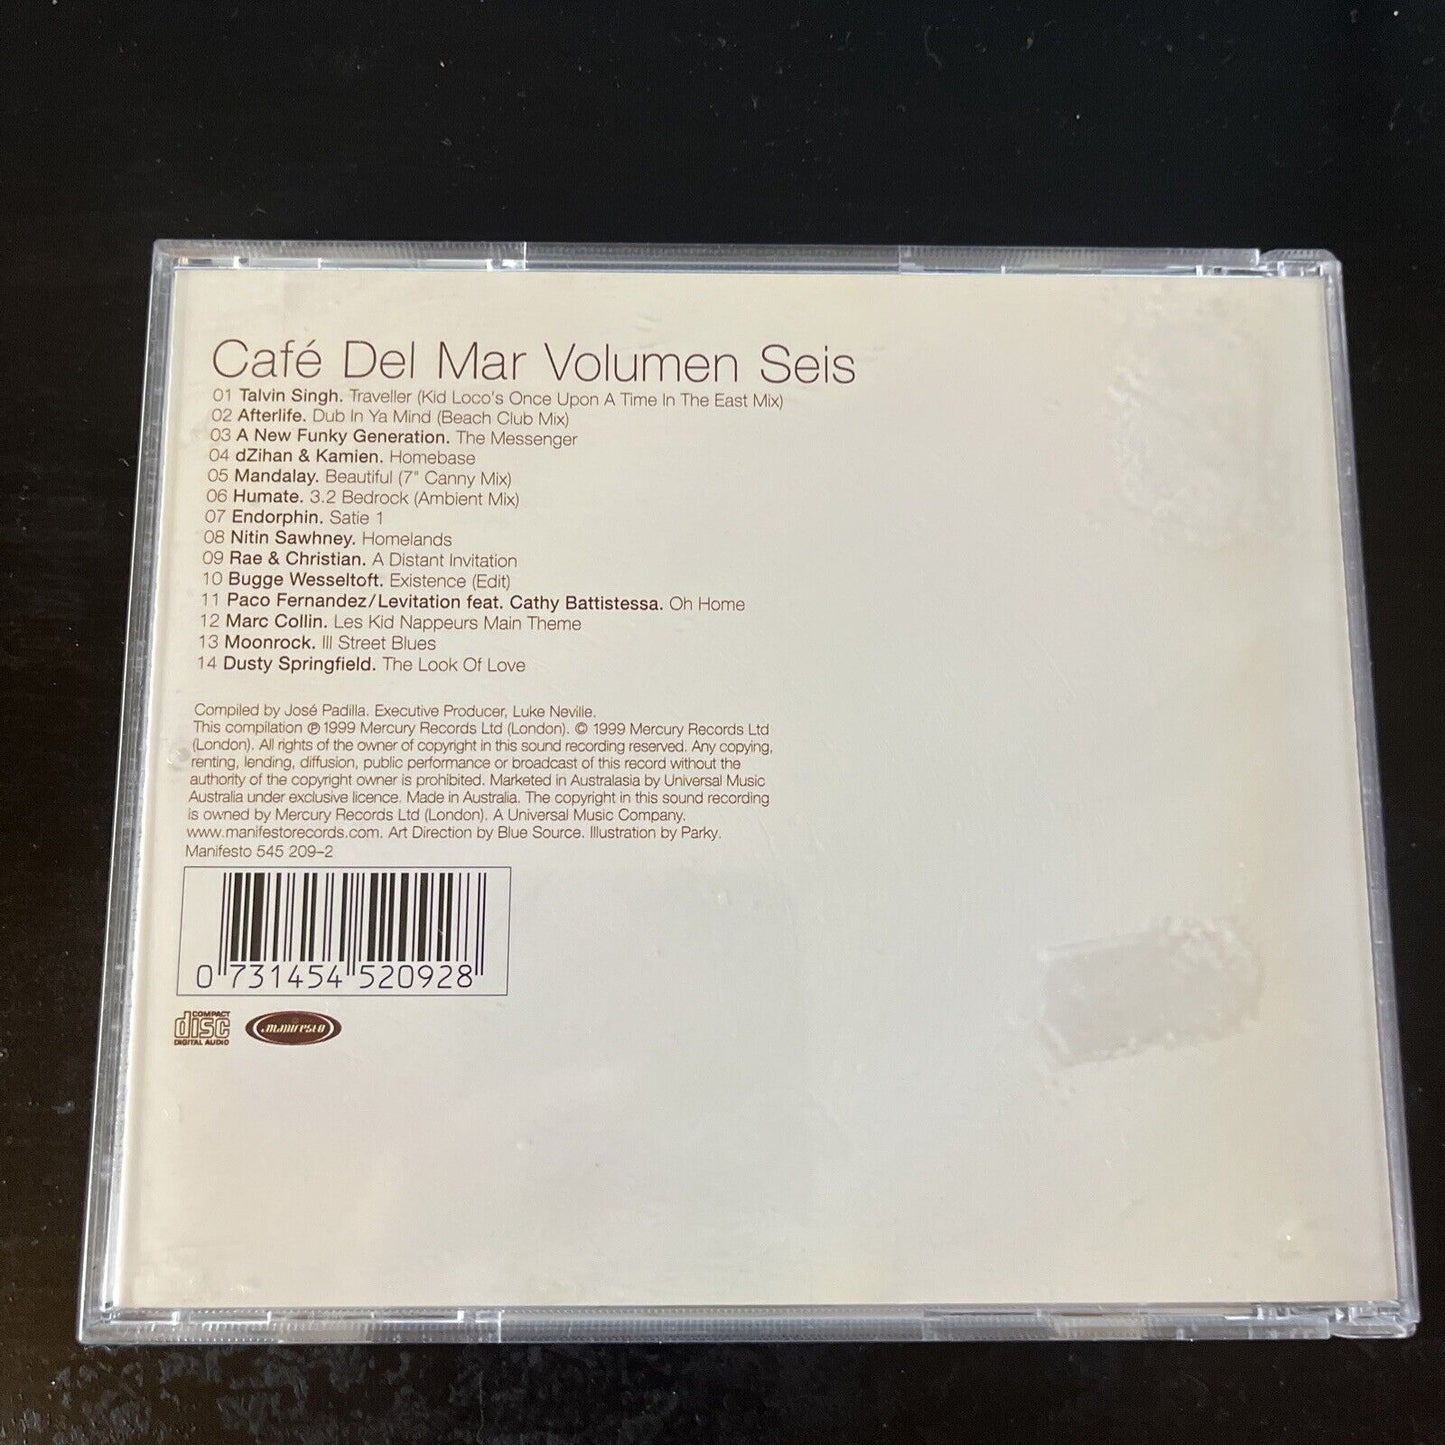 Café Del Mar Volumen Seis
01 Talvin Singh. Traveller (Kid Loco's Once Upon A Time In The East Mix)
02 Afterlife. Dub In Ya Mind (Beach Club Mix)
03 A New Funky Generation. The Messenger
04 dZihan & Kamien. Homebase
05 Mandalay. Beautiful (7" Canny Mix)
06 Humate. 3.2 Bedrock (Ambient Mix)
07 Endorphin. Satie 1
08 Nitin Sawhney. Homelands
09 Rae & Christian. A Distant Invitation
10 Bugge Wesseltoft. Existence (Edit)
11 Paco Fernandez/Levitation feat. Cathy Battistessa. Oh Home
12 Marc Collin. Les Kid Nappeurs Main Theme
13 Moonrock. Ill Street Blues
14 Dusty Springfield. The Look Of Love
Compiled by José Padilla. Executive Producer, Luke Neville.
This compilation ℗ 1999 Mercury Records Ltd (London). © 1999 Mercury Records Ltd
(London). All rights of the owner of copyright in this sound recording reserved. Any copying,
renting, lending, diffusion, public performance or broadcast of this record without the
authority of the copyright owner is prohibited. Marketed in Australasia by Universal Music
Australia under exclusive licence. Made in Australia. The copyright in this sound recording
is owned by Mercury Records Ltd (London). A Universal Music Company.
www.manifestorecords.com. Art Direction by Blue Source. Illustration by Parky.
Manifesto 545 209-2
0 731454 520928
COMPACT
disc
DIGITAL AUDIO
manifesto